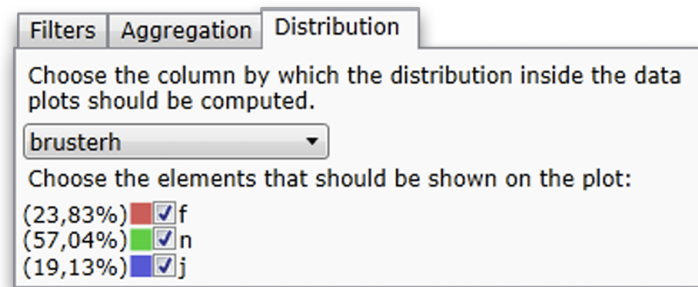 Filters Aggregation Distribution
Choose the column by which the distribution inside the data
plots should be computed.
brusterh
Choose the elements that should be shown on the plot:
(23,83%) f
(57,04%) n
(19,13%) j